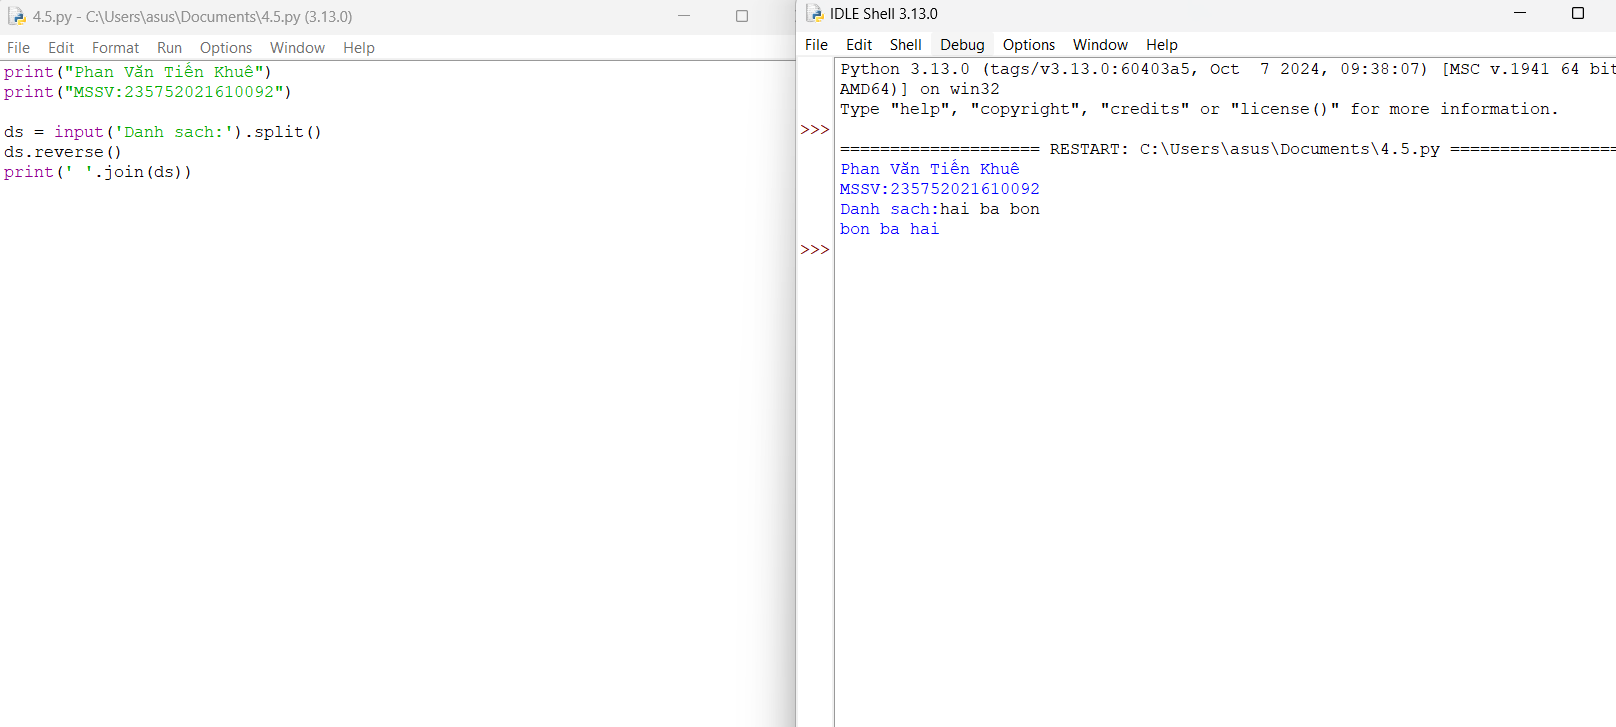 4.5.py - C:\Users\asus\Documents\4.5.py (3.13.0)
File Edit Format Run Options Window Help
print("Phan Văn Tiến Khuê")
print("MSSV:235752021610092")
ds = input('Danh sach:').split()
ds.reverse()
print(' '.join(ds))
IDLE Shell 3.13.0
File Edit Shell Debug Options Window Help
Python 3.13.0 (tags/v3.13.0:60403a5, Oct  7 2024, 09:38:07) [MSC v.1941 64 bit
AMD64)] on win32
Type "help", "copyright", "credits" or "license()" for more information.
>>>
==================== RESTART: C:\Users\asus\Documents\4.5.py =================
Phan Văn Tiến Khuê
MSSV:235752021610092
Danh sach:hai ba bon
bon ba hai
>>>